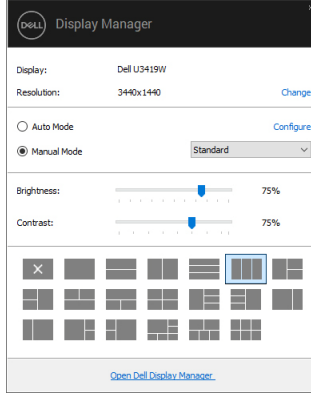 DELL Display Manager
Display: Dell U3419W
Resolution: 3440x1440 Change
Auto Mode Configure
Manual Mode Standard
Brightness: 75%
Contrast: 75%
Open Dell Display Manager